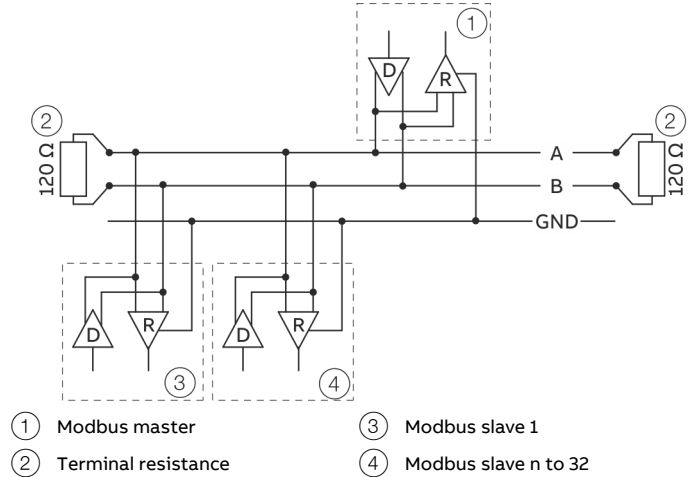 ①
D
R
②
②
120 Ω
120 Ω
A
B
GND
D
R
D
R
③
④
① Modbus master
③ Modbus slave 1
② Terminal resistance
④ Modbus slave n to 32